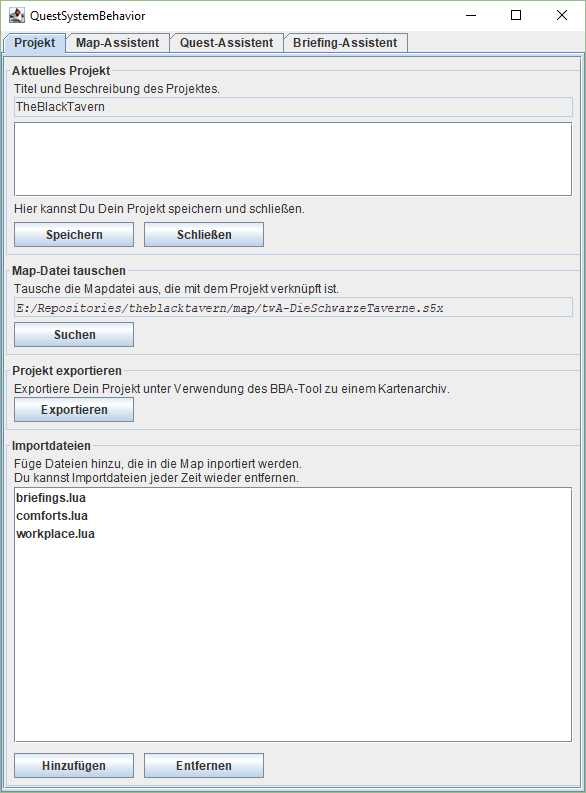 QuestSystemBehavior
Projekt Map-Assistent Quest-Assistent Briefing-Assistent
Aktuelles Projekt
Titel und Beschreibung des Projektes.
TheBlackTavern
Hier kannst Du Dein Projekt speichern und schließen.
Speichern Schließen
Map-Datei tauschen
Tausche die Mapdatei aus, die mit dem Projekt verknüpft ist.
E:/Repositories/theblacktavern/map/twA-DieSchwarzeTaverne.s5x
Suchen
Projekt exportieren
Exportiere Dein Projekt unter Verwendung des BBA-Tool zu einem Kartenarchiv.
Exportieren
Importdateien
Füge Dateien hinzu, die in die Map inportiert werden.
Du kannst Importdateien jeder Zeit wieder entfernen.
briefings.lua
comforts.lua
workplace.lua
Hinzufügen Entfernen